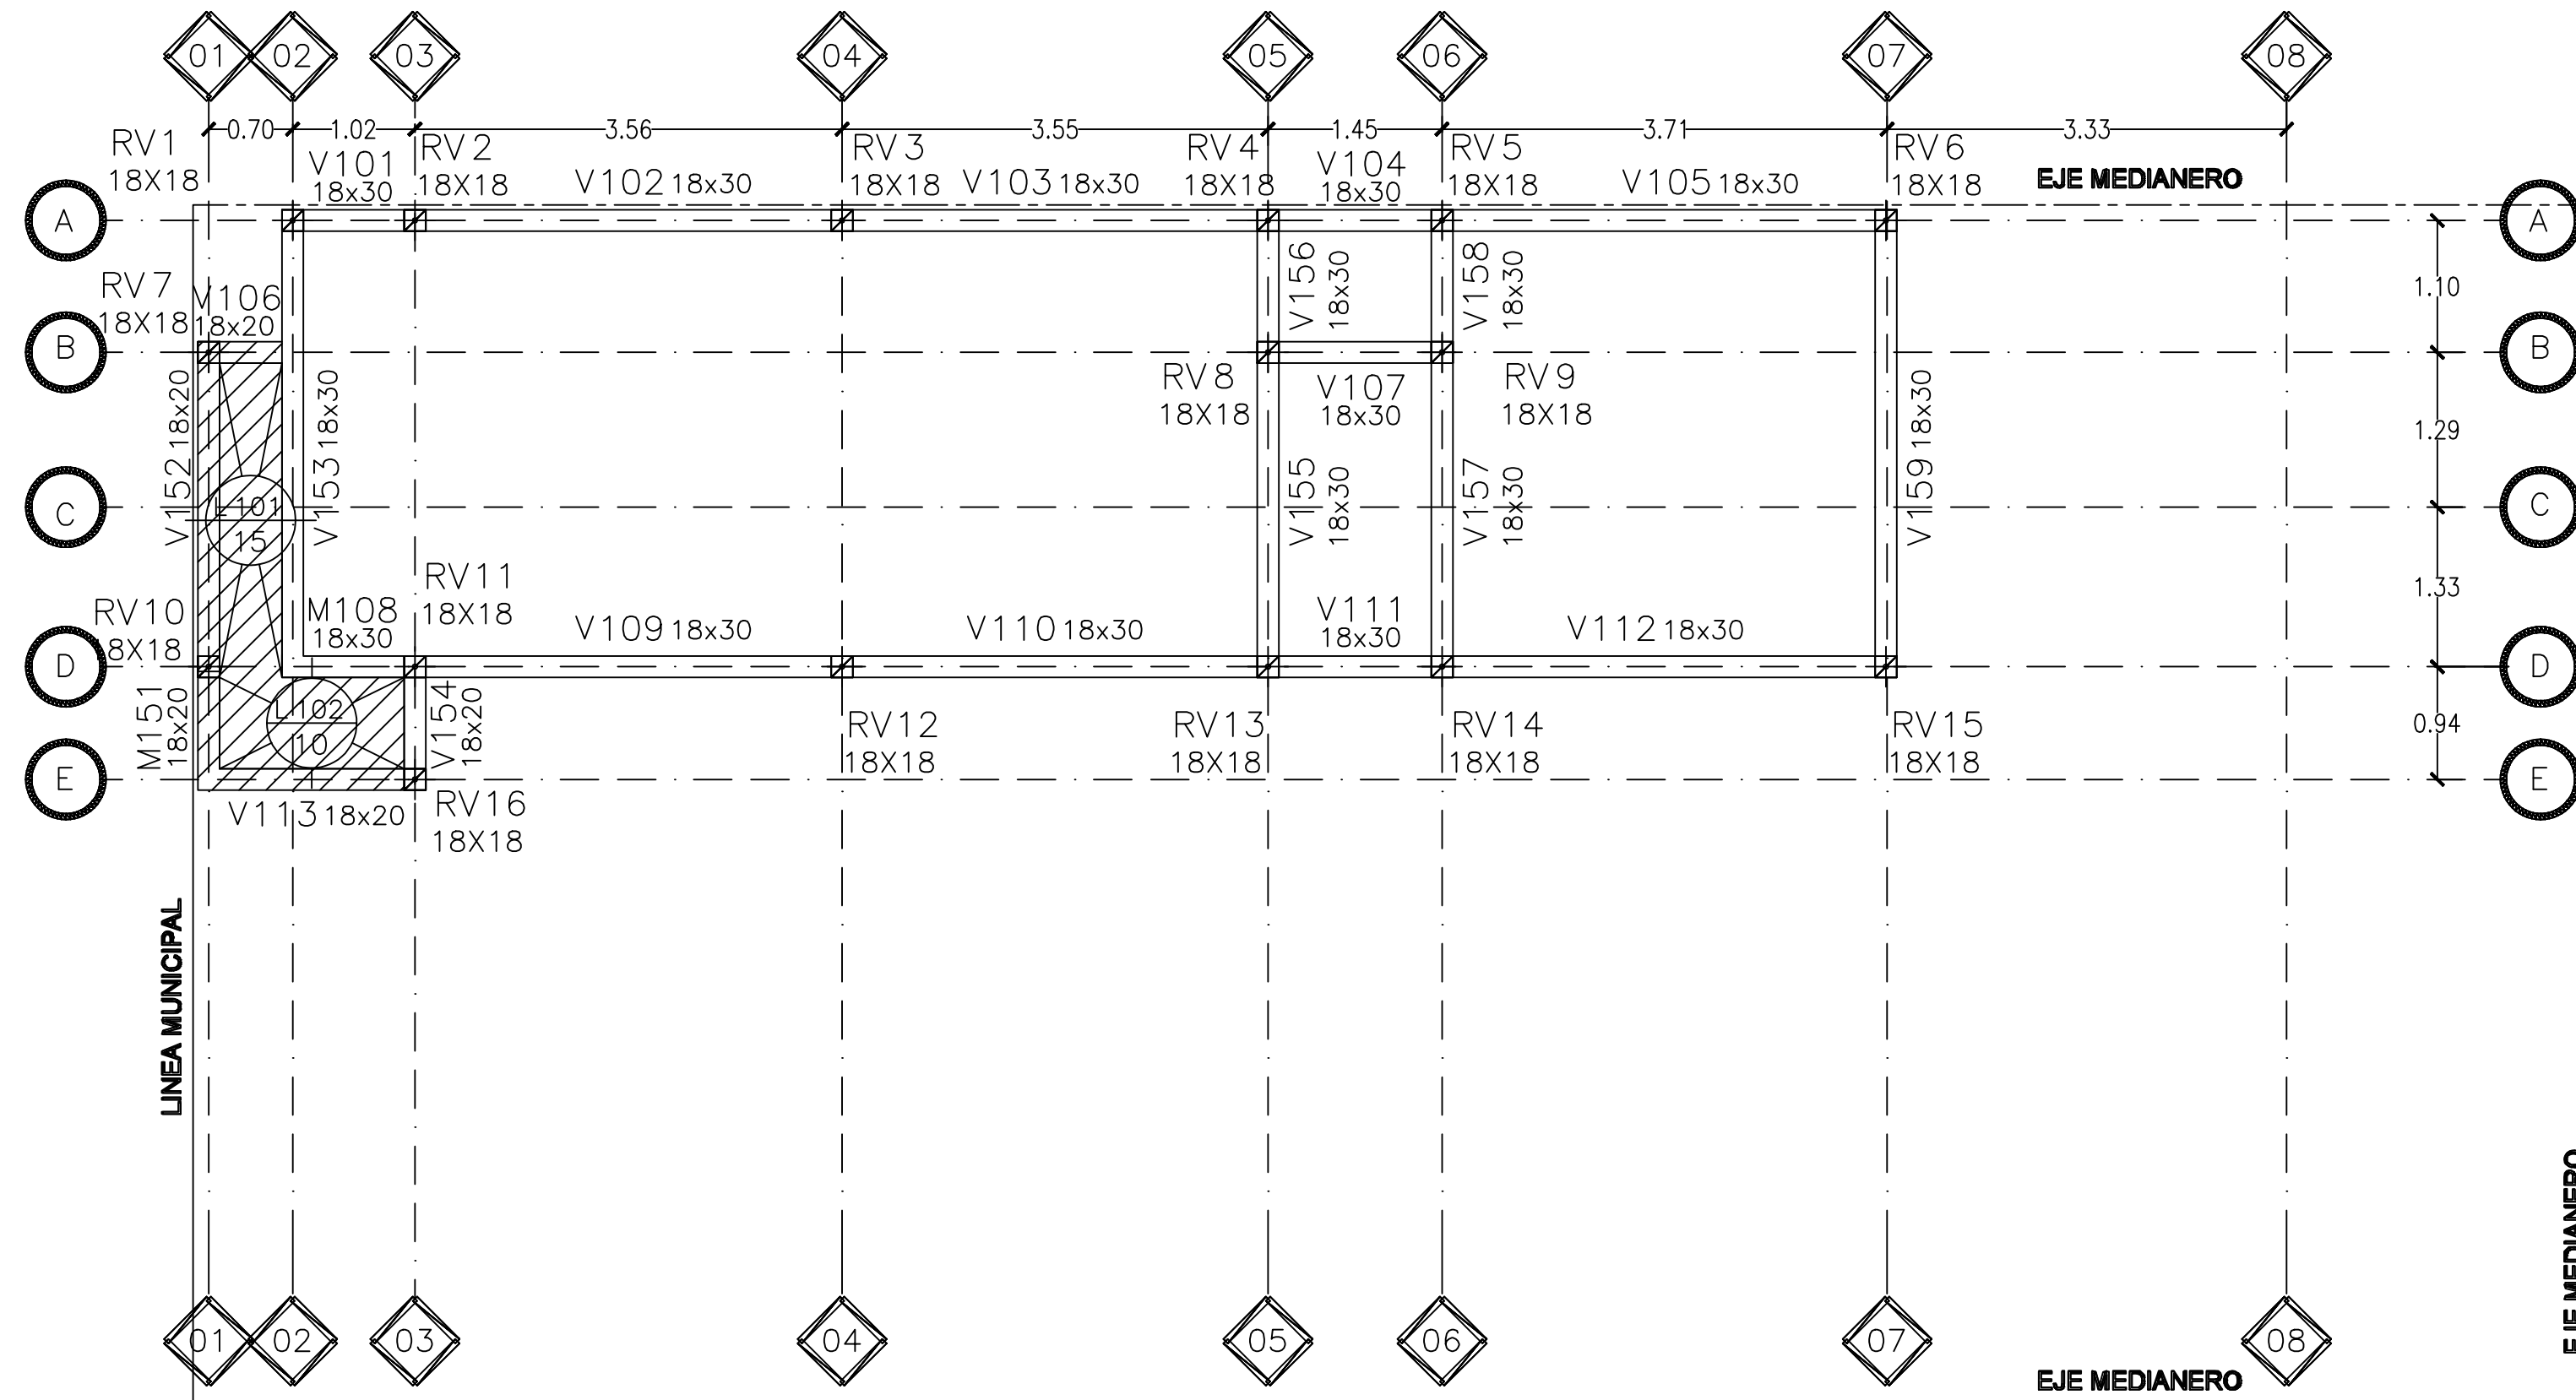 01 02 03 04 05 06 07 08
0.70 1.02 3.56 3.55 1.45 3.71 3.33
RV1
18X18
V101
18x30
RV2
18X18
V102 18x30
RV3
18X18
V103 18x30
RV4
18X18
V104
18x30
RV5
18X18
V105 18x30
RV6
18X18
EJE MEDIANERO
A
A
1.10
RV7
18X18
V106
18x20
V156
18x30
V158
18x30
B
B
V152 18x20
V153 18x30
RV8
18X18
V107
18x30
RV9
18X18
V159 18x30
1.29
L101
15
V155
18x30
V157
18x30
C
C
1.33
RV10
18X18
M108
18x30
RV11
18X18
V109 18x30
V110 18x30
V111
18x30
V112 18x30
D
D
M151
18x20
L102
10
V154
18x20
RV12
18X18
RV13
18X18
RV14
18X18
RV15
18X18
0.94
E
E
V113 18x20
RV16
18X18
LINEA MUNICIPAL
EJE MEDIANERO
01 02 03 04 05 06 07 08
EJE MEDIANERO